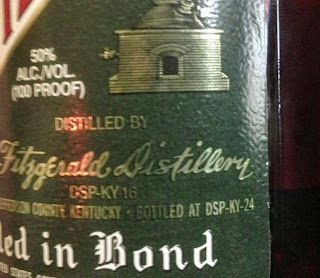 50%
ALC./VOL.
(100 PROOF)
DISTILLED BY
Fitzgerald Distillery
DSP-KY-16
JEFFERSON COUNTY, KENTUCKY • BOTTLED AT DSP-KY-24
led in Bond